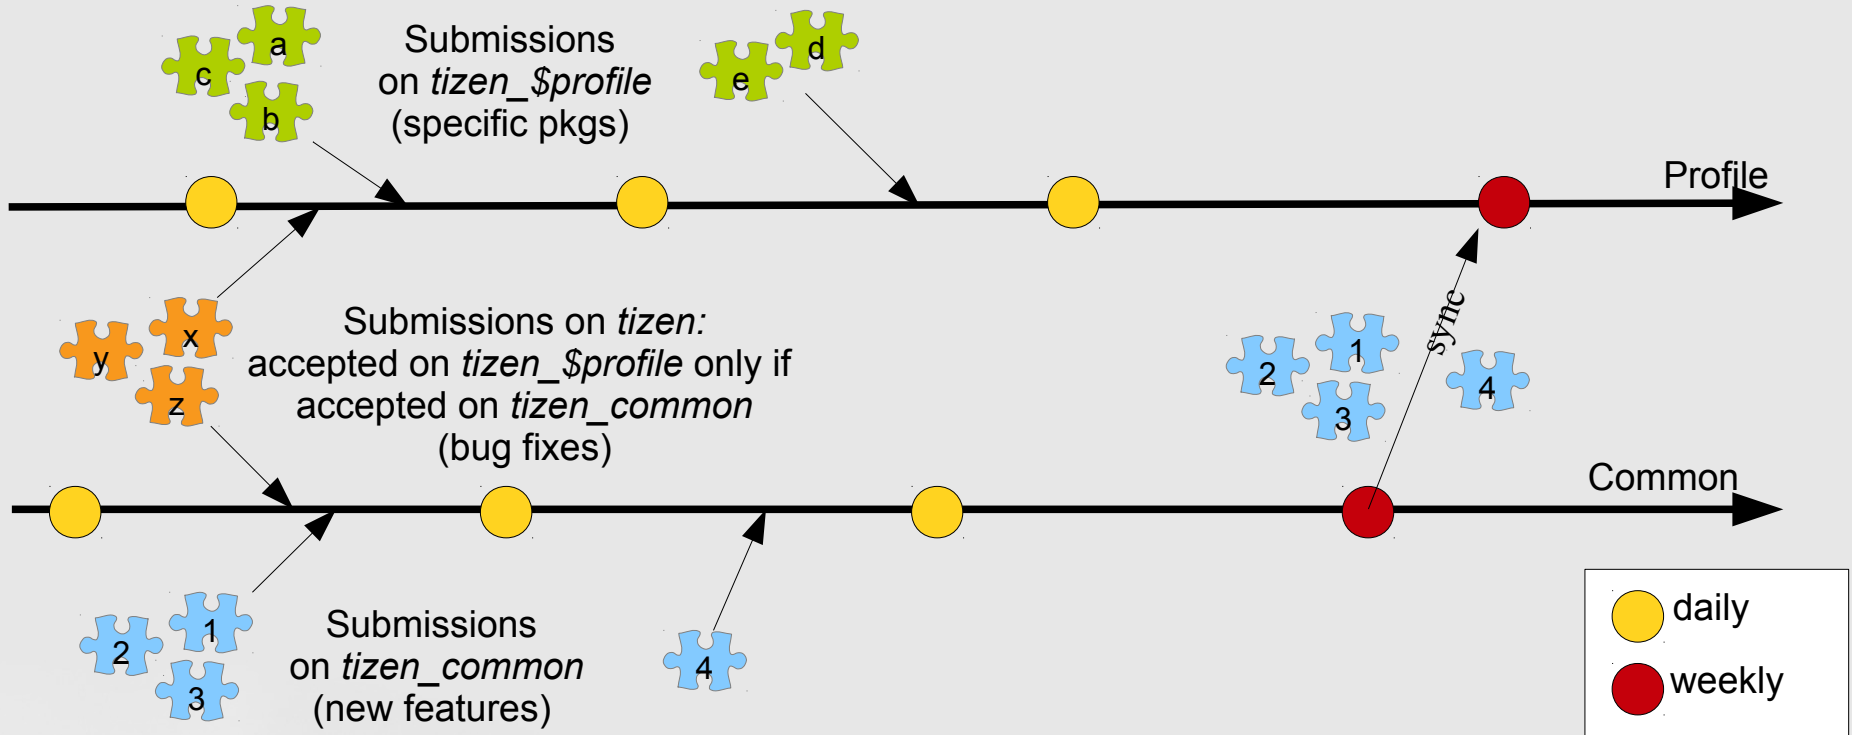 a
c
b
Submissions
on tizen_$profile
(specific pkgs)
d
e
Profile
x
y
z
Submissions on tizen:
accepted on tizen_$profile only if
accepted on tizen_common
(bug fixes)
sync
1
2
3
4
Common
1
2
3
Submissions
on tizen_common
(new features)
4
daily
weekly